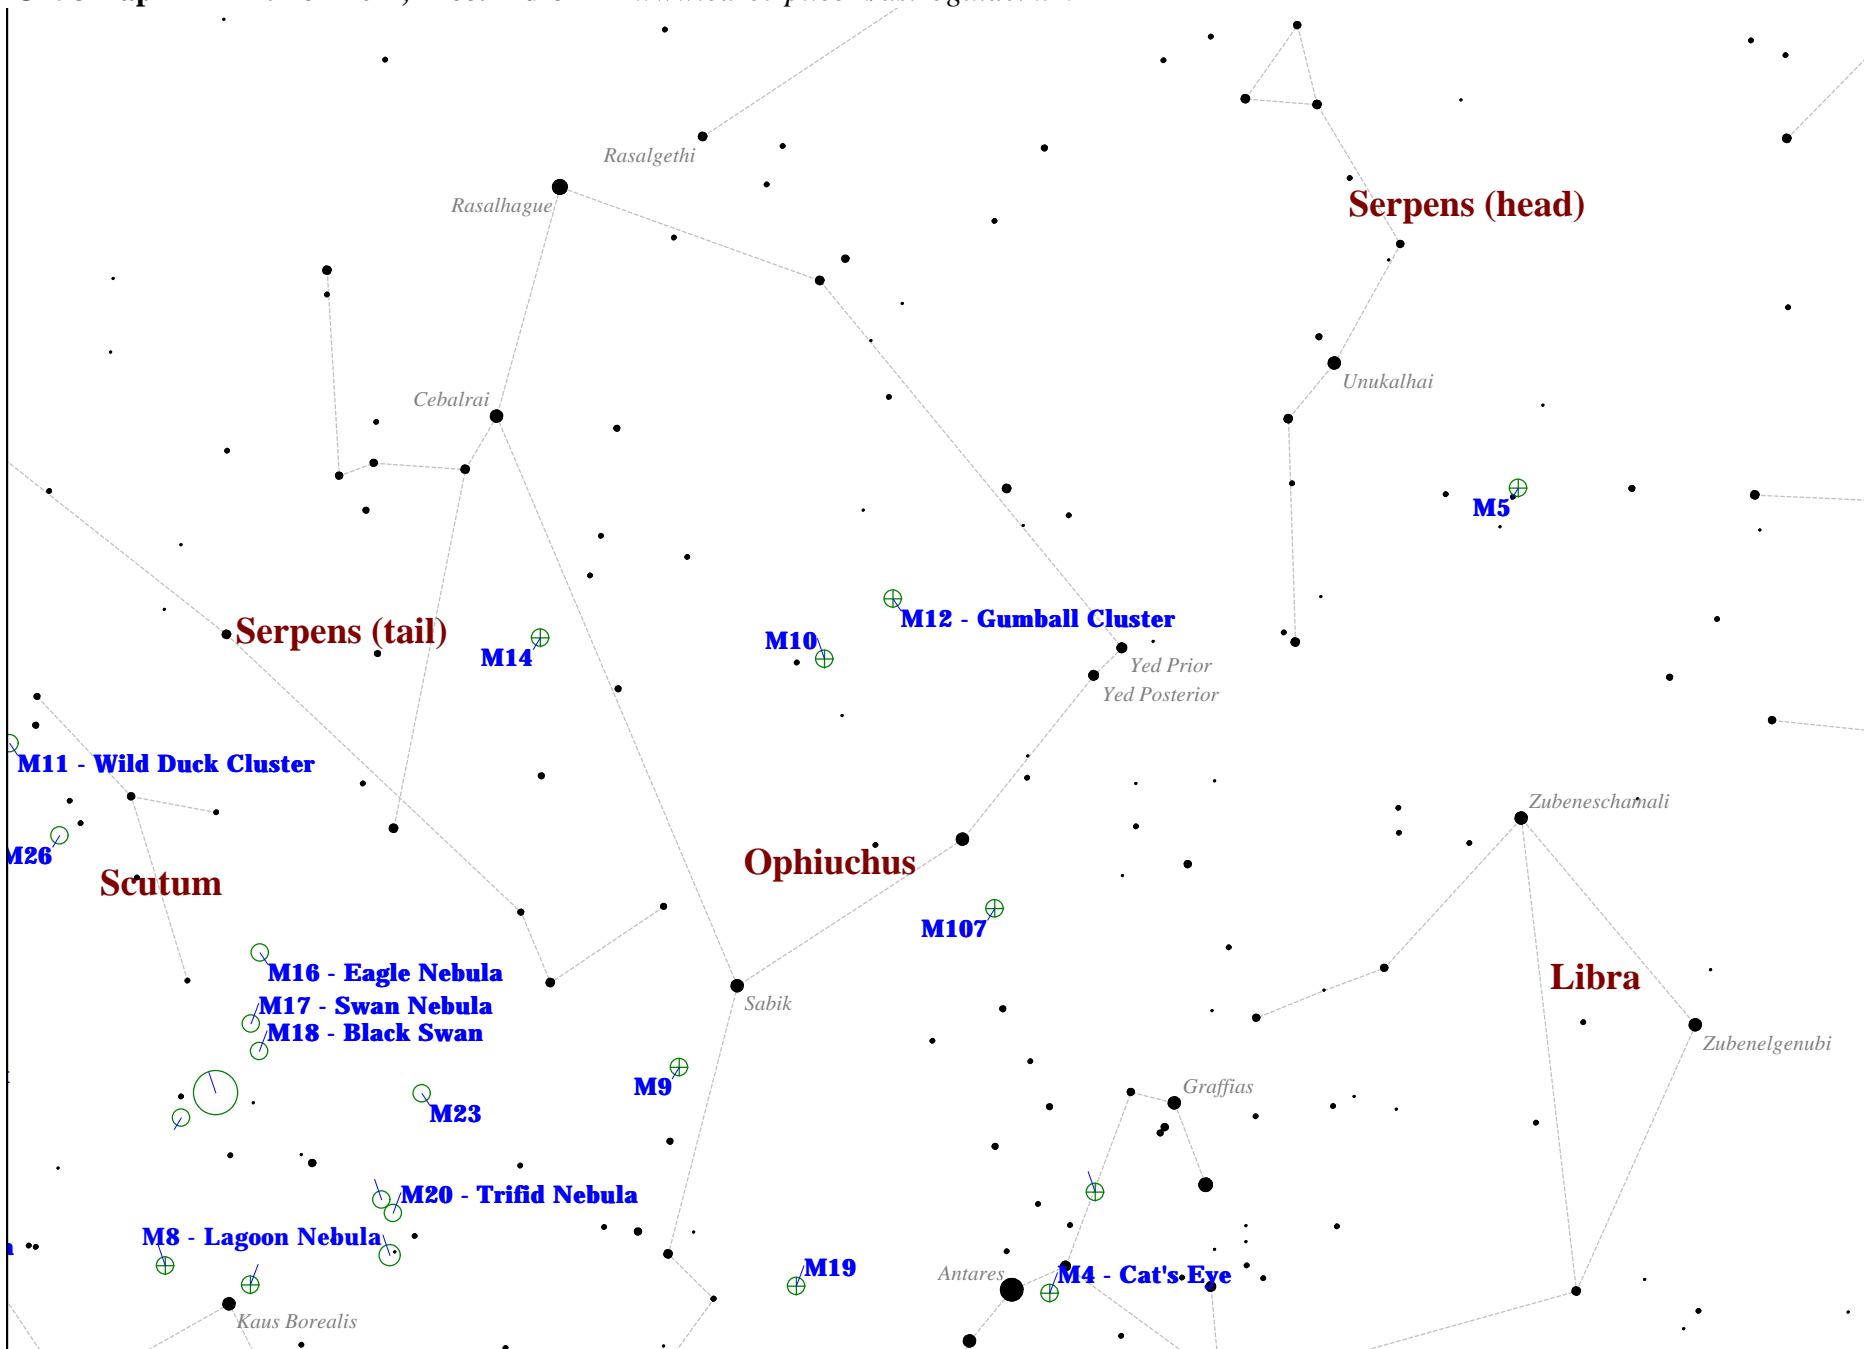 Rasalgethi
Rasalhague
Serpens (head)
Unukalhai
Cebalrai
M5
M12 - Gumball Cluster
Serpens (tail)
M10
M14
Yed Prior
Yed Posterior
M11 - Wild Duck Cluster
Zubeneschamali
M26
Ophiuchus
Scutum
M107
M16 - Eagle Nebula
Libra
M17 - Swan Nebula
Sabik
M18 - Black Swan
Zubenelgenubi
M9
Graffias
M23
M20 - Trifid Nebula
M8 - Lagoon Nebula
M19
Antares
M4 - Cat's Eye
Kaus Borealis